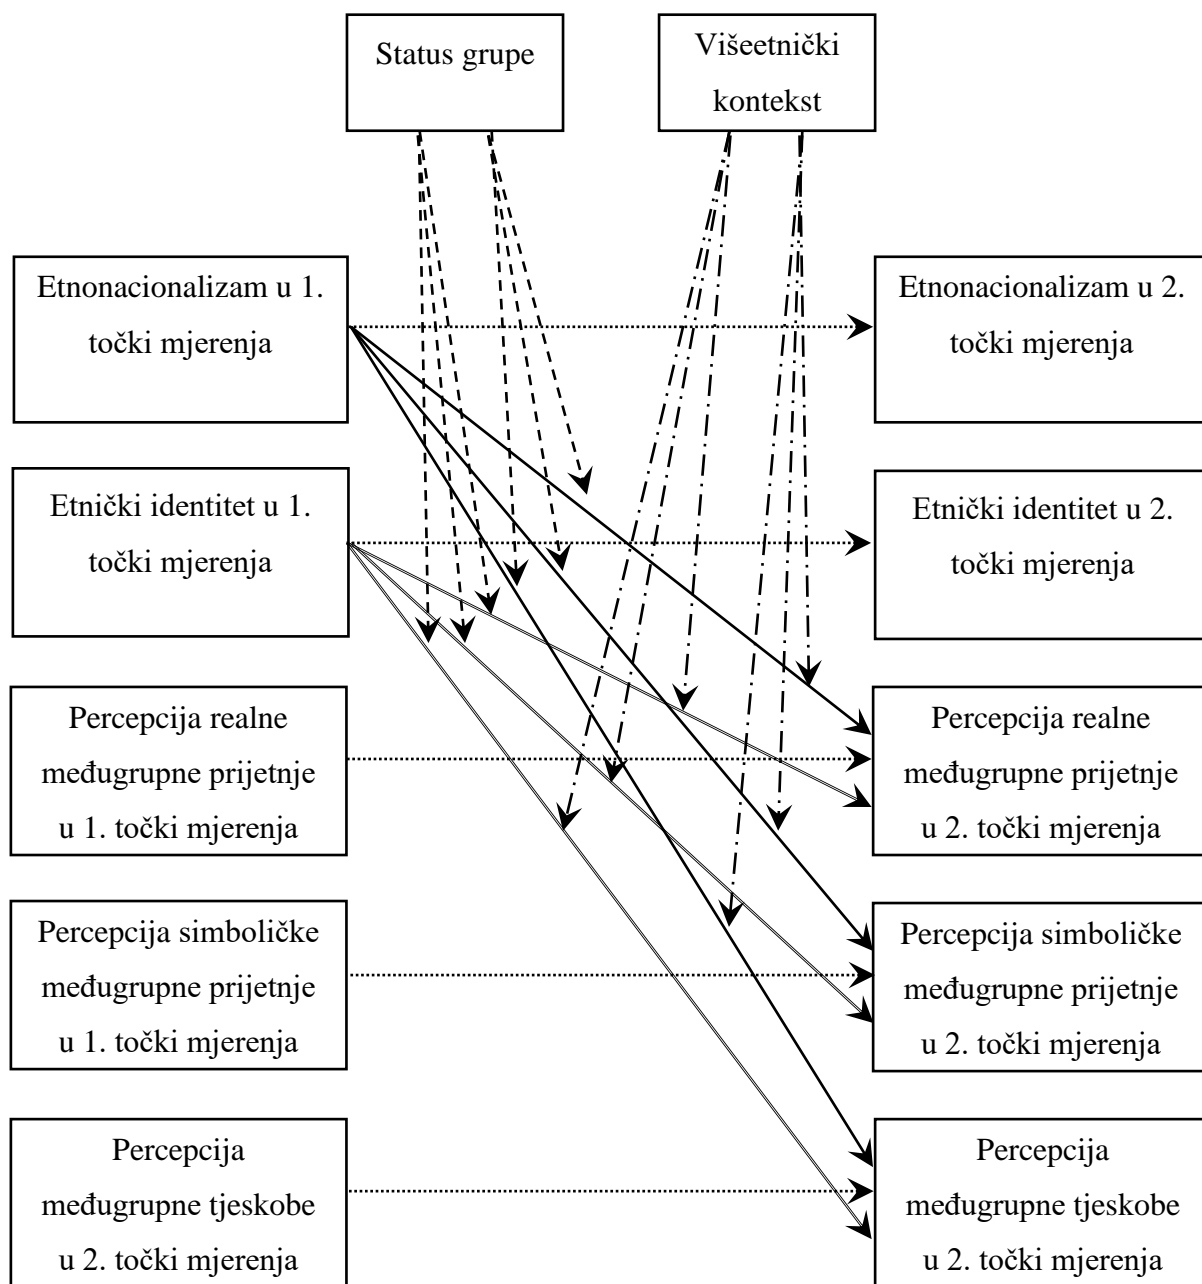 Status grupe
Višeetnički
kontekst
Etnonacionalizam u 1.
točki mjerenja
Etnonacionalizam u 2.
točki mjerenja
Etnički identitet u 1.
točki mjerenja
Etnički identitet u 2.
točki mjerenja
Percepcija realne
međugrupne prijetnje
u 1. točki mjerenja
Percepcija realne
međugrupne prijetnje
u 2. točki mjerenja
Percepcija simboličke
međugrupne prijetnje
u 1. točki mjerenja
Percepcija simboličke
međugrupne prijetnje
u 2. točki mjerenja
Percepcija
međugrupne tjeskobe
u 2. točki mjerenja
Percepcija
međugrupne tjeskobe
u 2. točki mjerenja